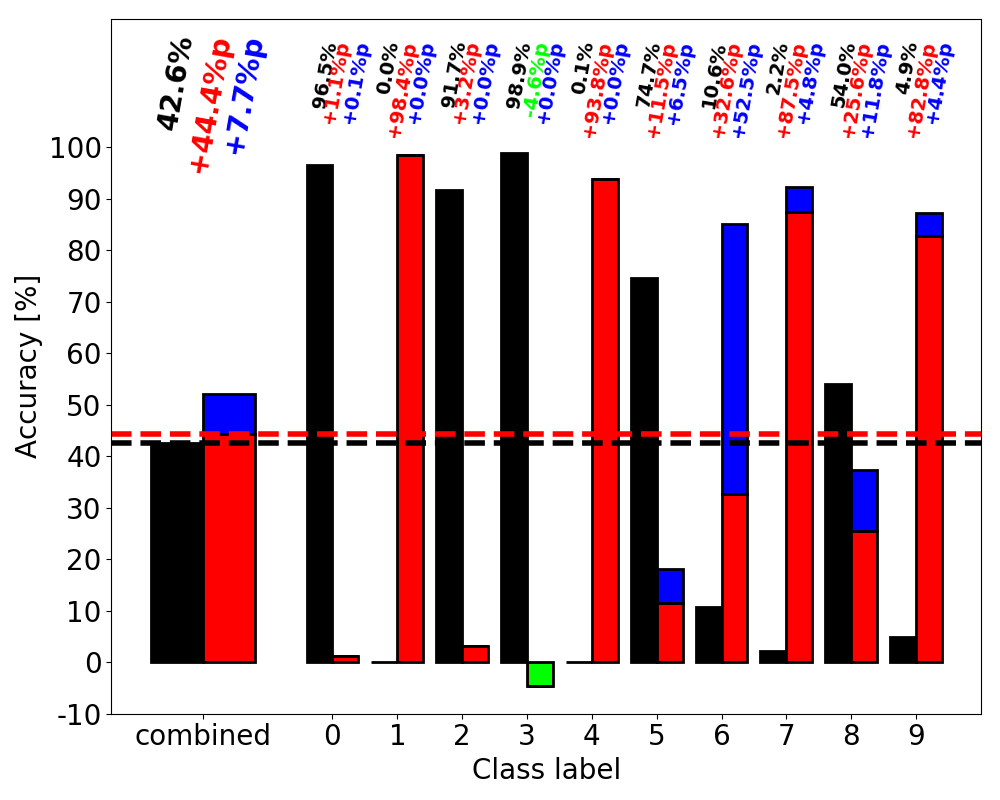 42.6%
+44.4%p
+7.7%p
96.5%
+1.1%p
+0.1%p
0.0%
+98.4%p
+0.0%p
91.7%
+3.2%p
+0.0%p
98.9%
-4.6%p
+0.0%p
0.1%
+93.8%p
+0.0%p
74.7%
+11.5%p
+6.5%p
10.6%
+32.6%p
+52.5%p
2.2%
+87.5%p
+4.8%p
54.0%
+25.6%p
+11.8%p
4.9%
+82.8%p
+4.4%p
Accuracy [%]
100
90
80
70
60
50
40
30
20
10
0
-10
combined 0 1 2 3 4 5 6 7 8 9
Class label